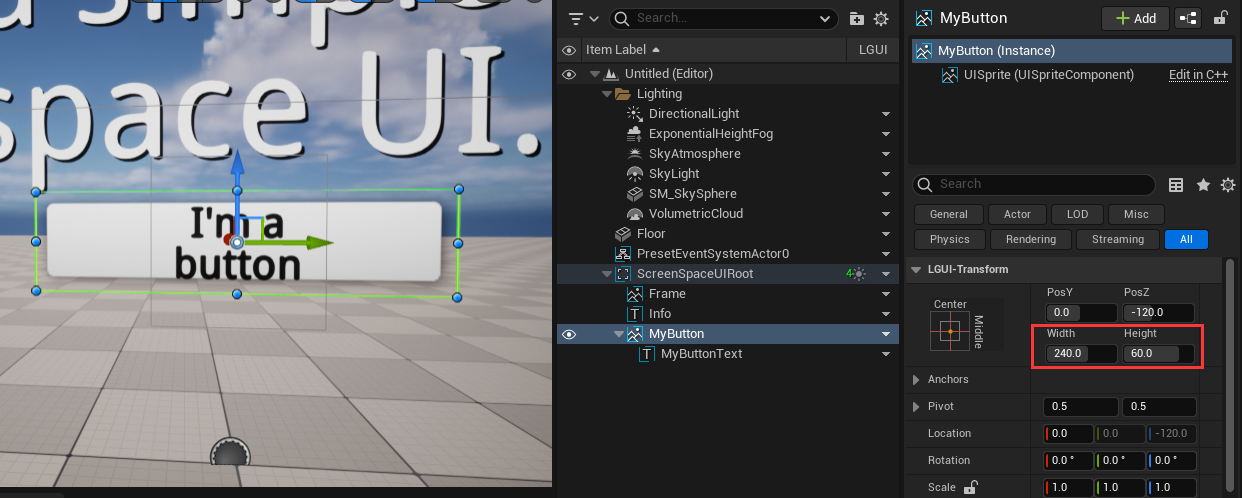 space UI.
I'm a
button
Search...
Item Label
LGUI
Untitled (Editor)
Lighting
DirectionalLight
ExponentialHeightFog
SkyAtmosphere
SkyLight
SM_SkySphere
VolumetricCloud
Floor
PresetEventSystemActor0
ScreenSpaceUIRoot
4
Frame
Info
MyButton
MyButtonText
MyButton
Add
MyButton (Instance)
UISprite (UISpriteComponent)
Edit in C++
Search
General
Actor
LOD
Misc
Physics
Rendering
Streaming
All
LGUI-Transform
PosY
PosZ
Center
Middle
0.0
-120.0
Width
Height
240.0
60.0
Anchors
Pivot
0.5
0.5
Location
0.0
0.0
-120.0
Rotation
0.0 °
0.0 °
0.0 °
Scale
1.0
1.0
1.0